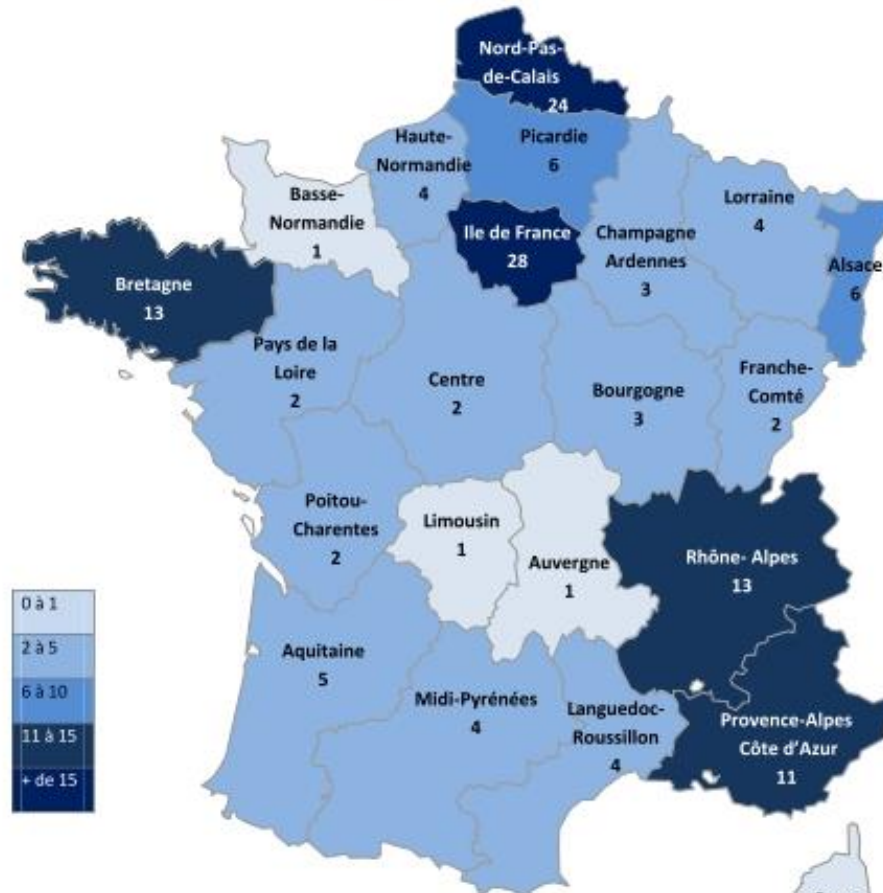 Nord-Pas-
de-Calais
24
Haute-
Normandie
4
Picardie
6
Basse-
Normandie
1
Ile de France
28
Champagne
Ardennes
3
Lorraine
4
Alsace
6
Bretagne
13
Pays de la
Loire
2
Centre
2
Bourgogne
3
Franche-
Comté
2
Poitou-
Charentes
2
Limousin
1
Auvergne
1
Rhône- Alpes
13
Aquitaine
5
Midi-Pyrénées
4
Languedoc-
Roussillon
4
Provence-Alpes
Côte d'Azur
11
0 à 1
2 à 5
6 à 10
11 à 15
+ de 15